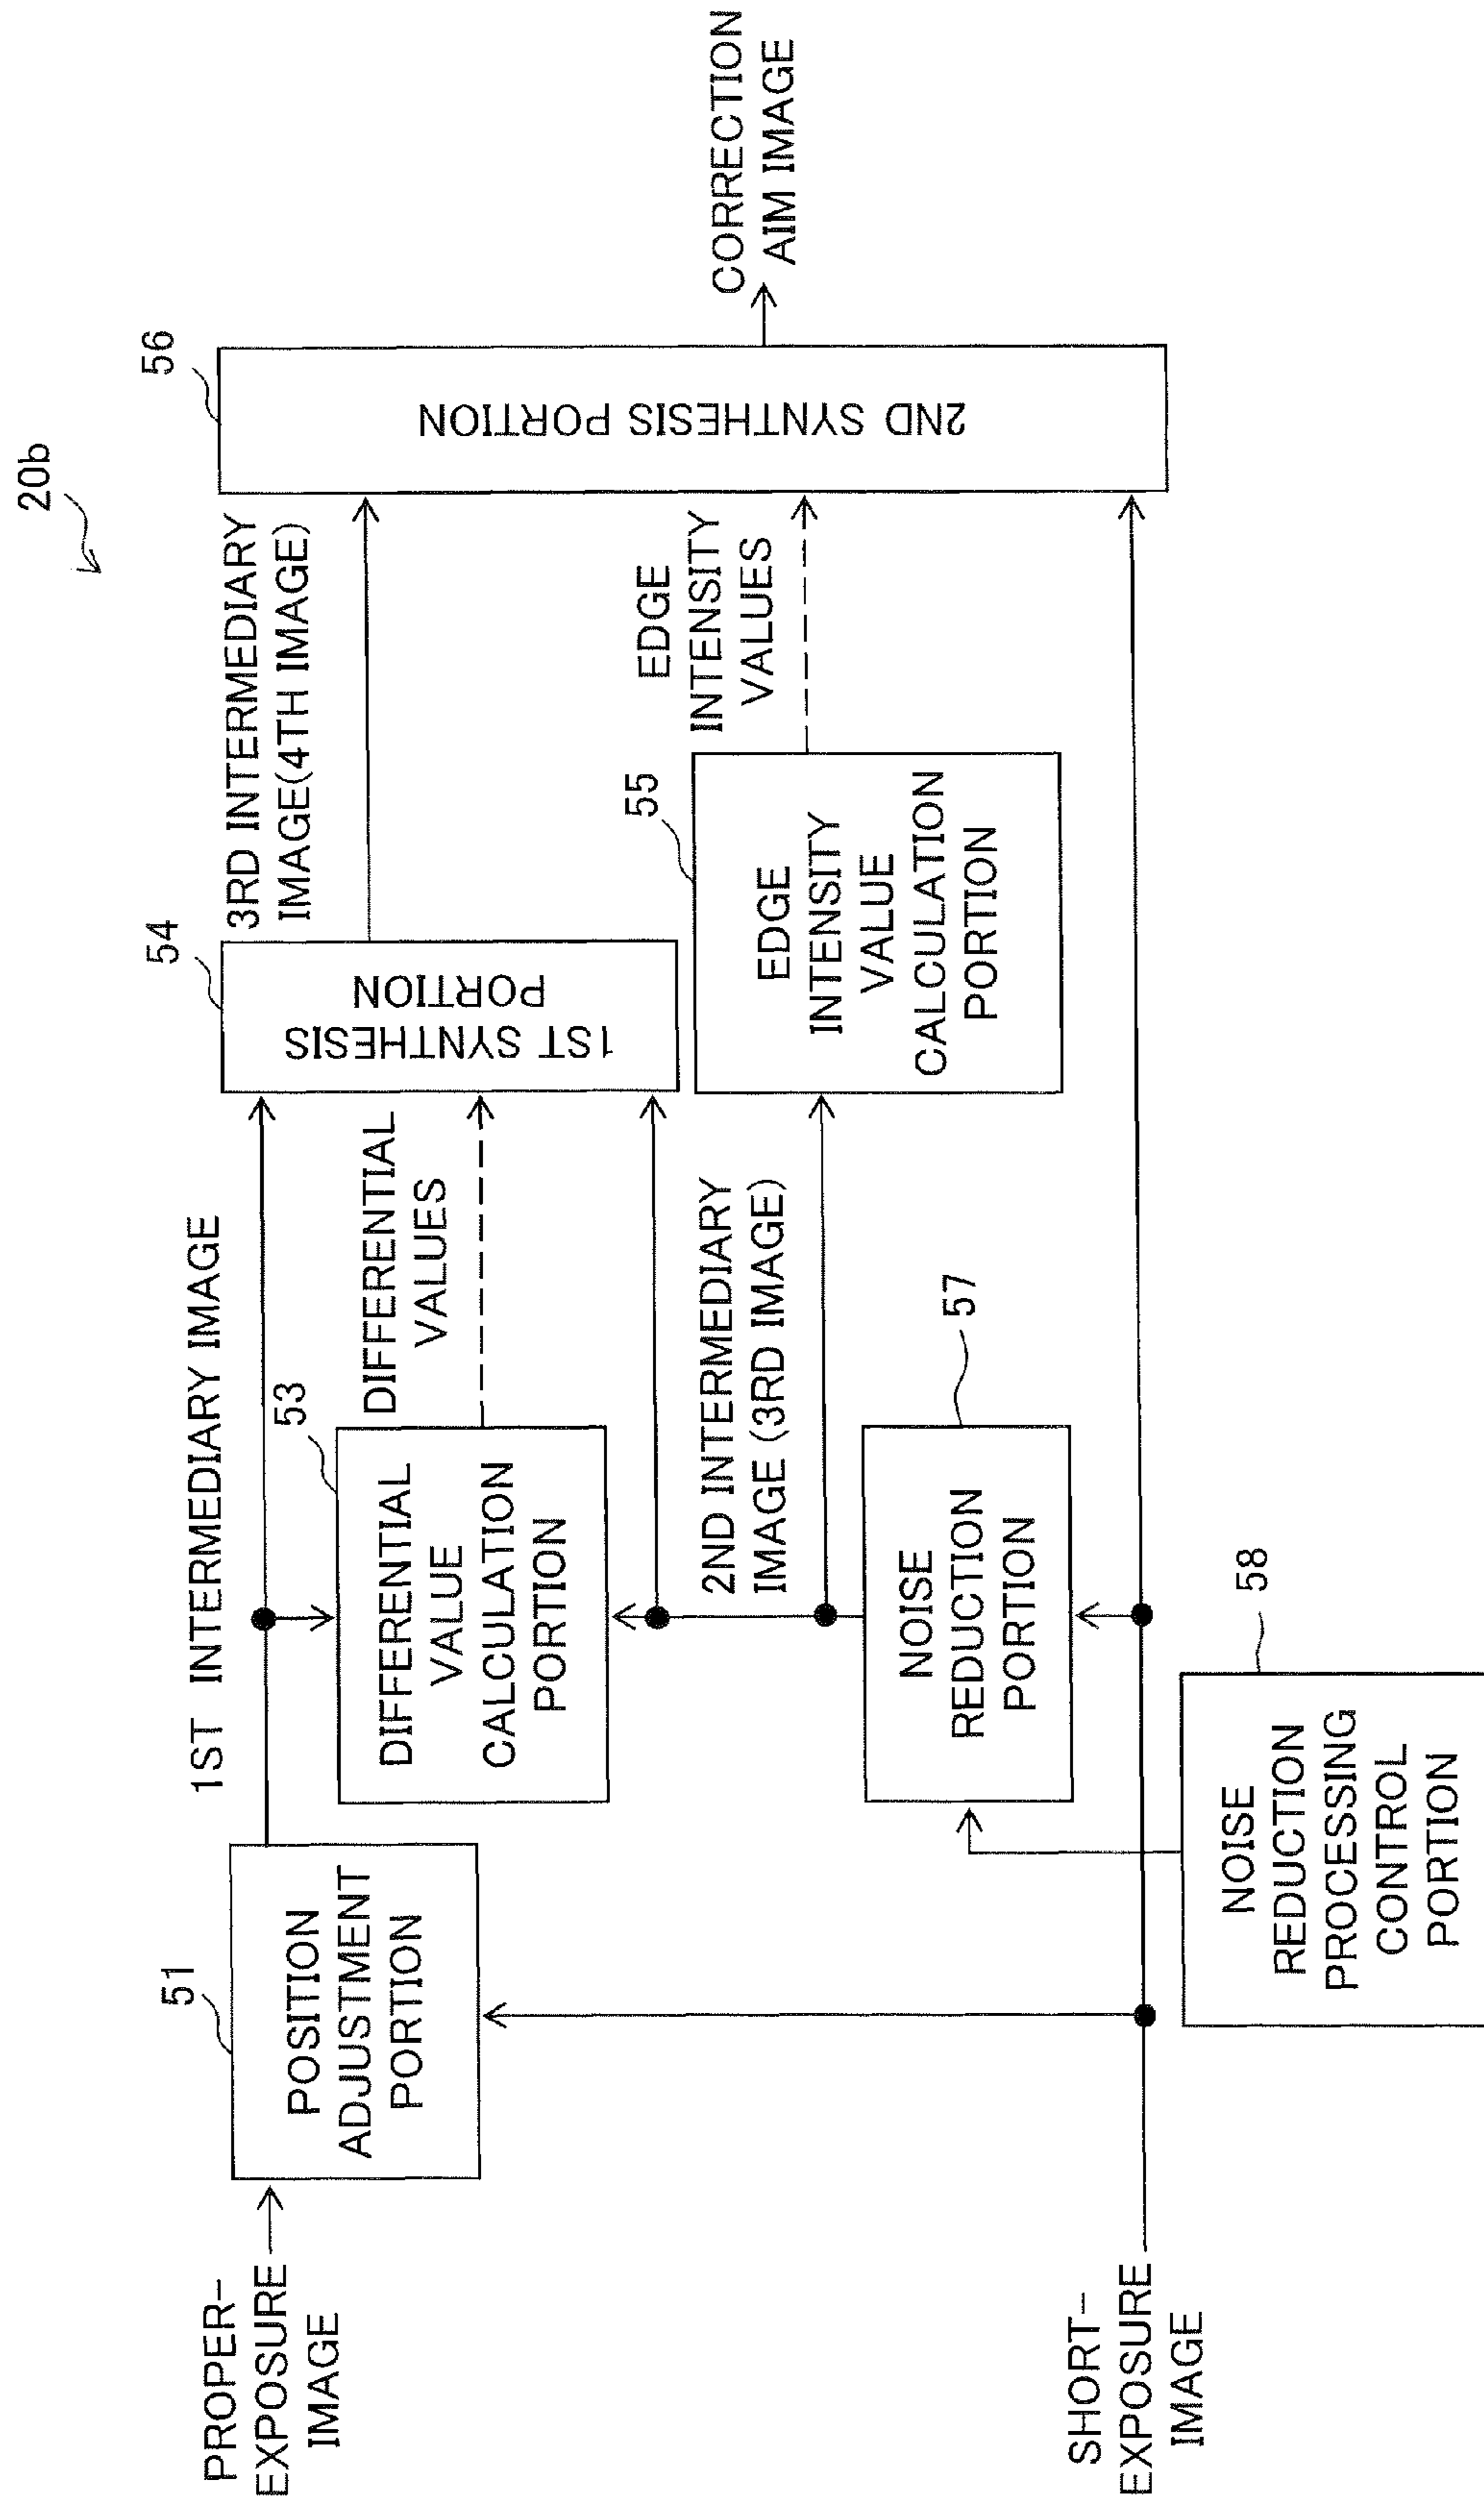 20b
PROPER-
EXPOSURE
IMAGE
SHORT-
EXPOSURE
IMAGE
51
POSITION
ADJUSTMENT
PORTION
1ST INTERMEDIARY IMAGE
53
DIFFERENTIAL
VALUE
CALCULATION
PORTION
DIFFERENTIAL
VALUES
2ND INTERMEDIARY
IMAGE (3RD IMAGE)
57
NOISE
REDUCTION
PORTION
58
NOISE
REDUCTION
PROCESSING
CONTROL
PORTION
54
1ST SYNTHESIS
PORTION
3RD INTERMEDIARY
IMAGE(4TH IMAGE)
55
EDGE
INTENSITY
VALUE
CALCULATION
PORTION
EDGE
INTENSITY
VALUES
56
2ND SYNTHESIS PORTION
CORRECTION
AIM IMAGE